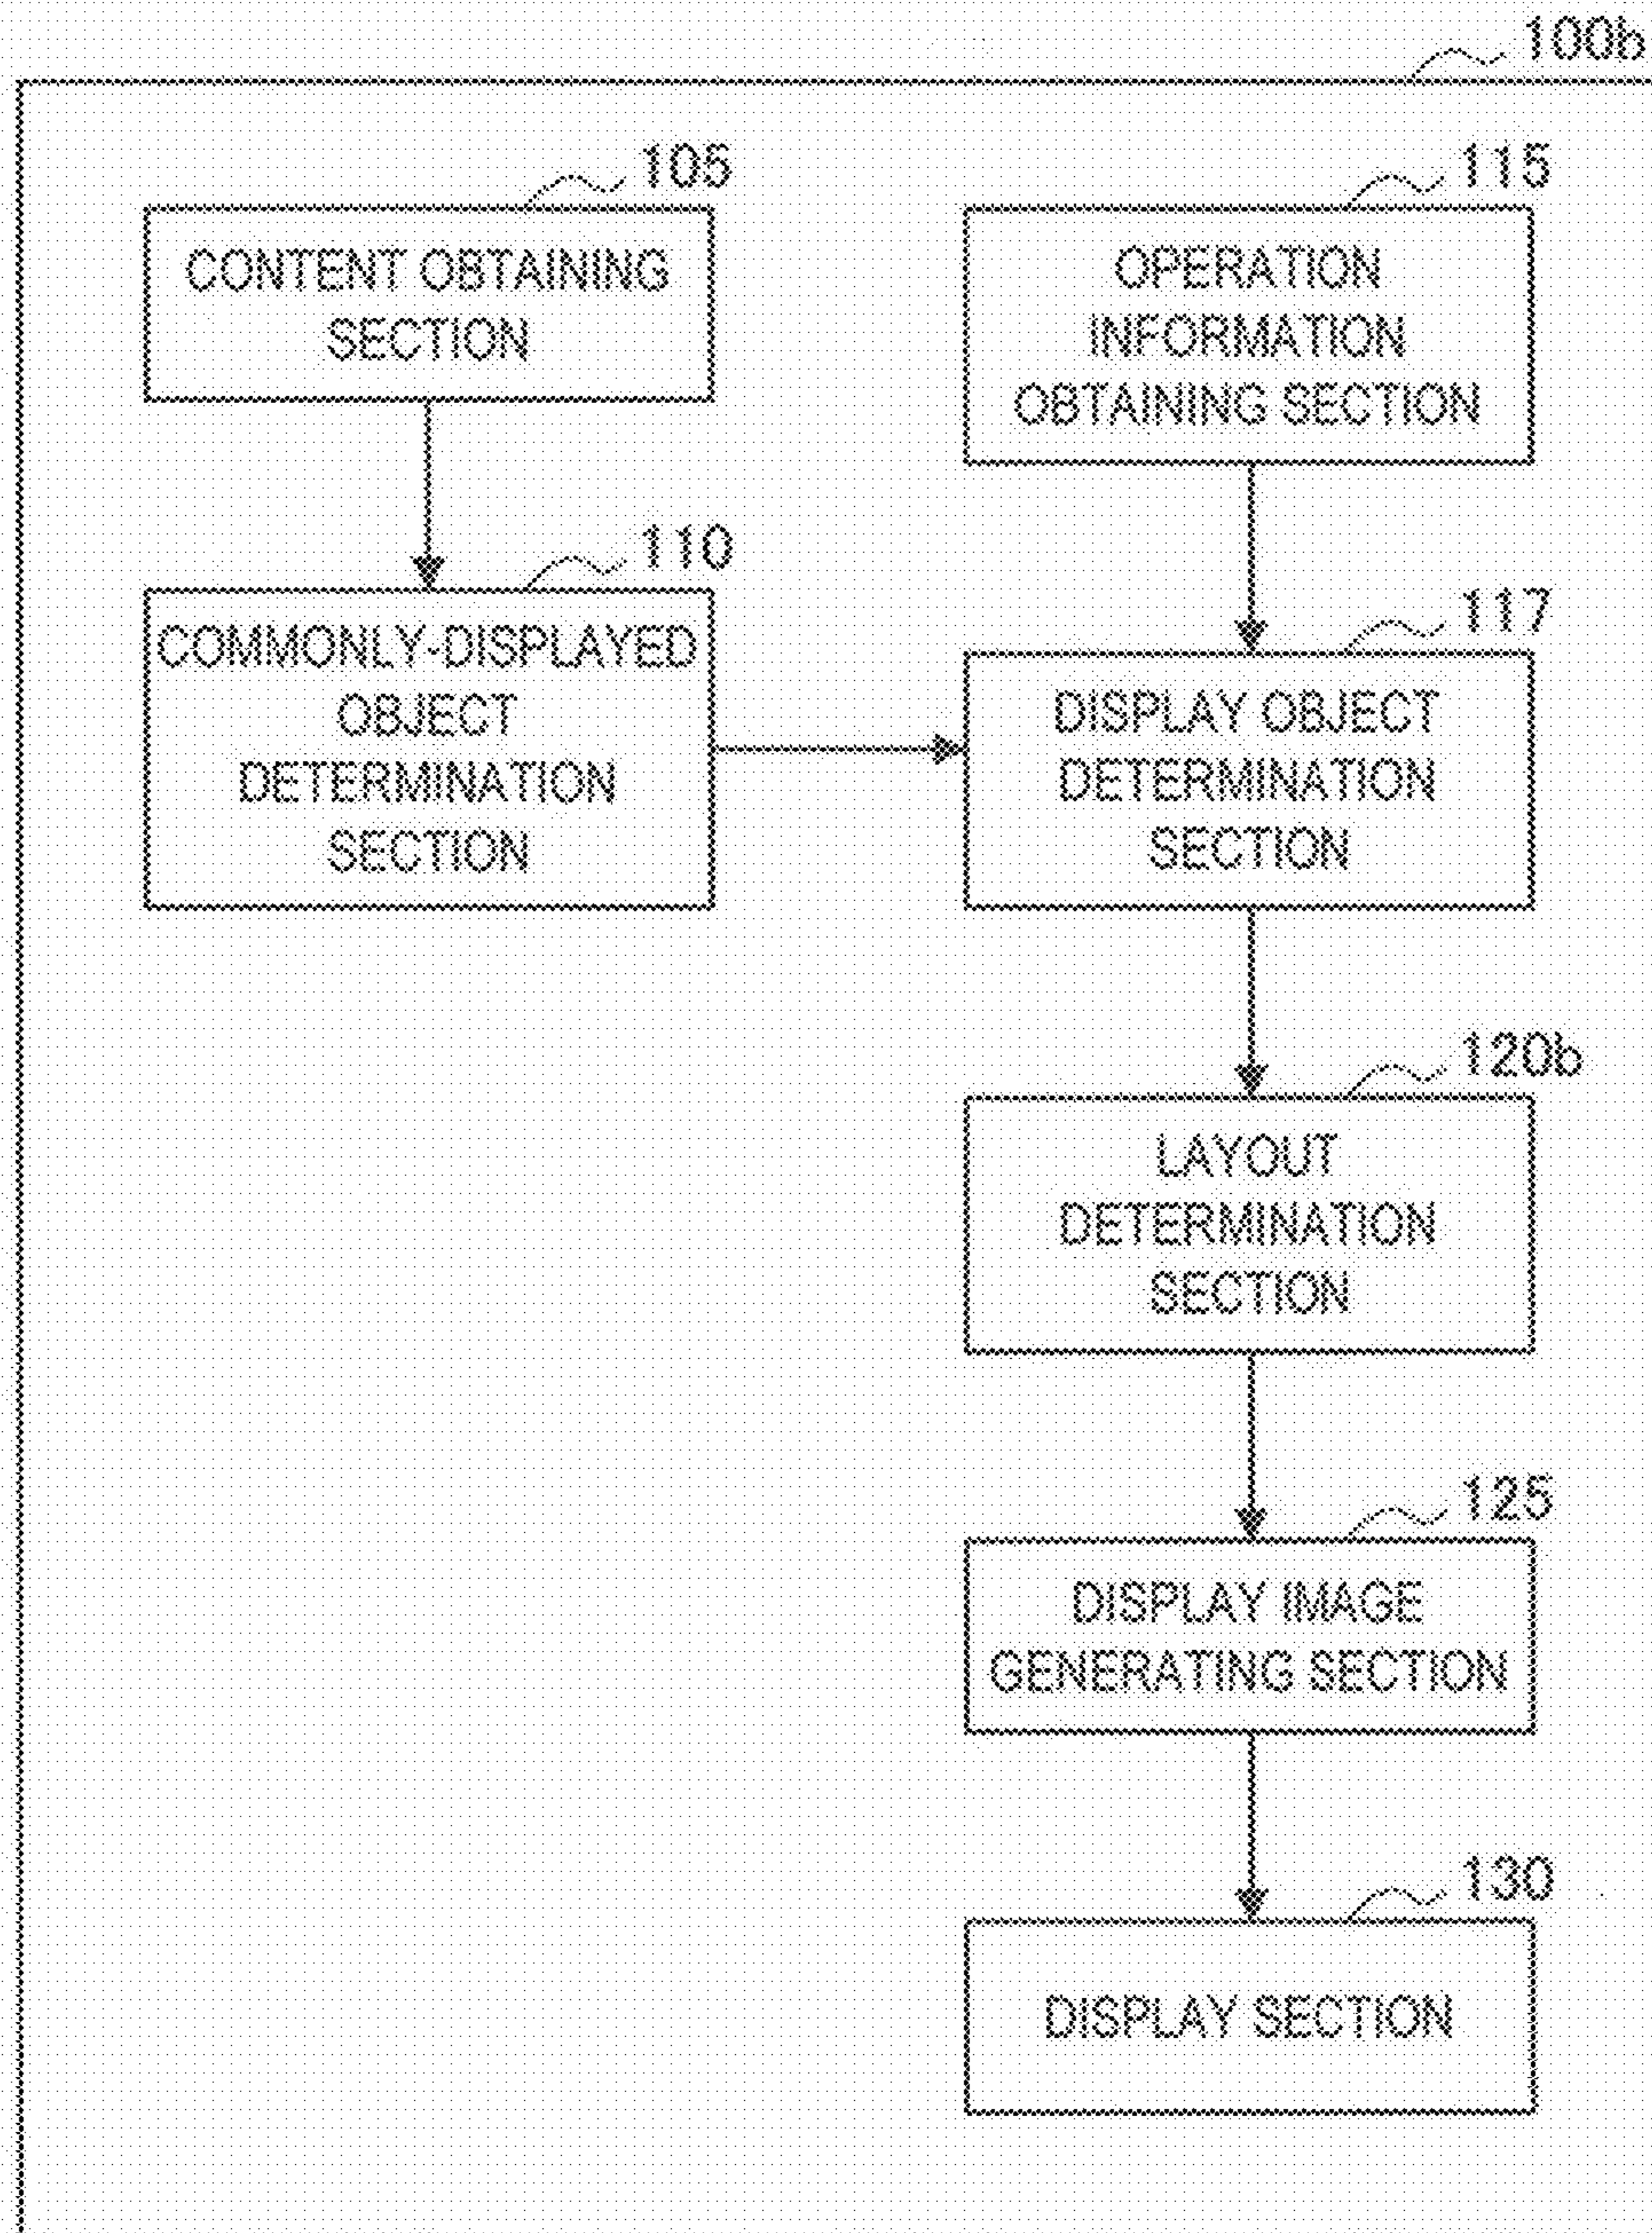 100b
105
CONTENT OBTAINING
SECTION
115
OPERATION
INFORMATION
OBTAINING SECTION
110
COMMONLY-DISPLAYED
OBJECT
DETERMINATION
SECTION
117
DISPLAY OBJECT
DETERMINATION
SECTION
120b
LAYOUT
DETERMINATION
SECTION
125
DISPLAY IMAGE
GENERATING SECTION
130
DISPLAY SECTION